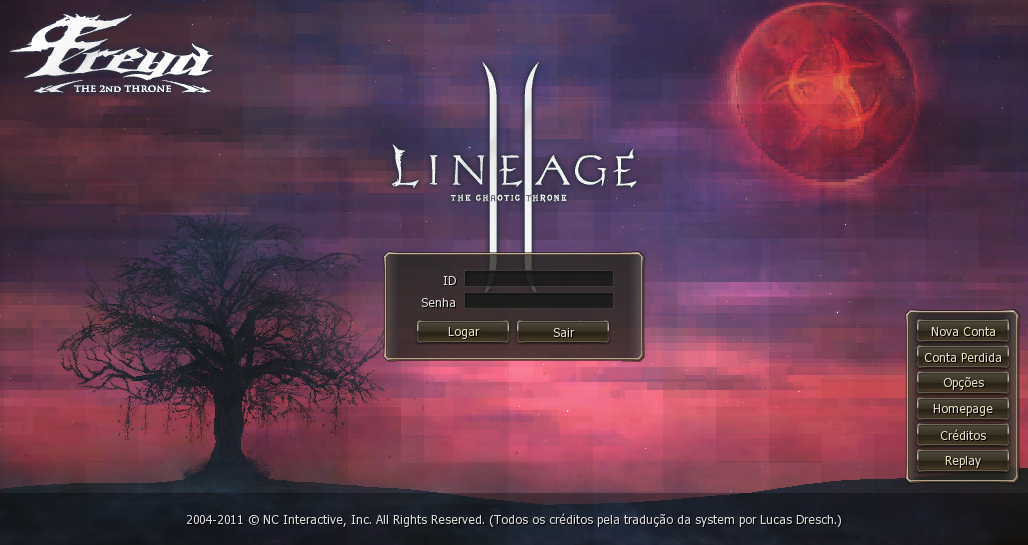 Freya
THE 2ND THRONE
LINEAGE II
THE CHAOTIC THRONE
ID
Senha
Logar
Sair
Nova Conta
Conta Perdida
Opções
Homepage
Créditos
Replay
2004-2011 © NC Interactive, Inc. All Rights Reserved. (Todos os créditos pela tradução da system por Lucas Dresch.)